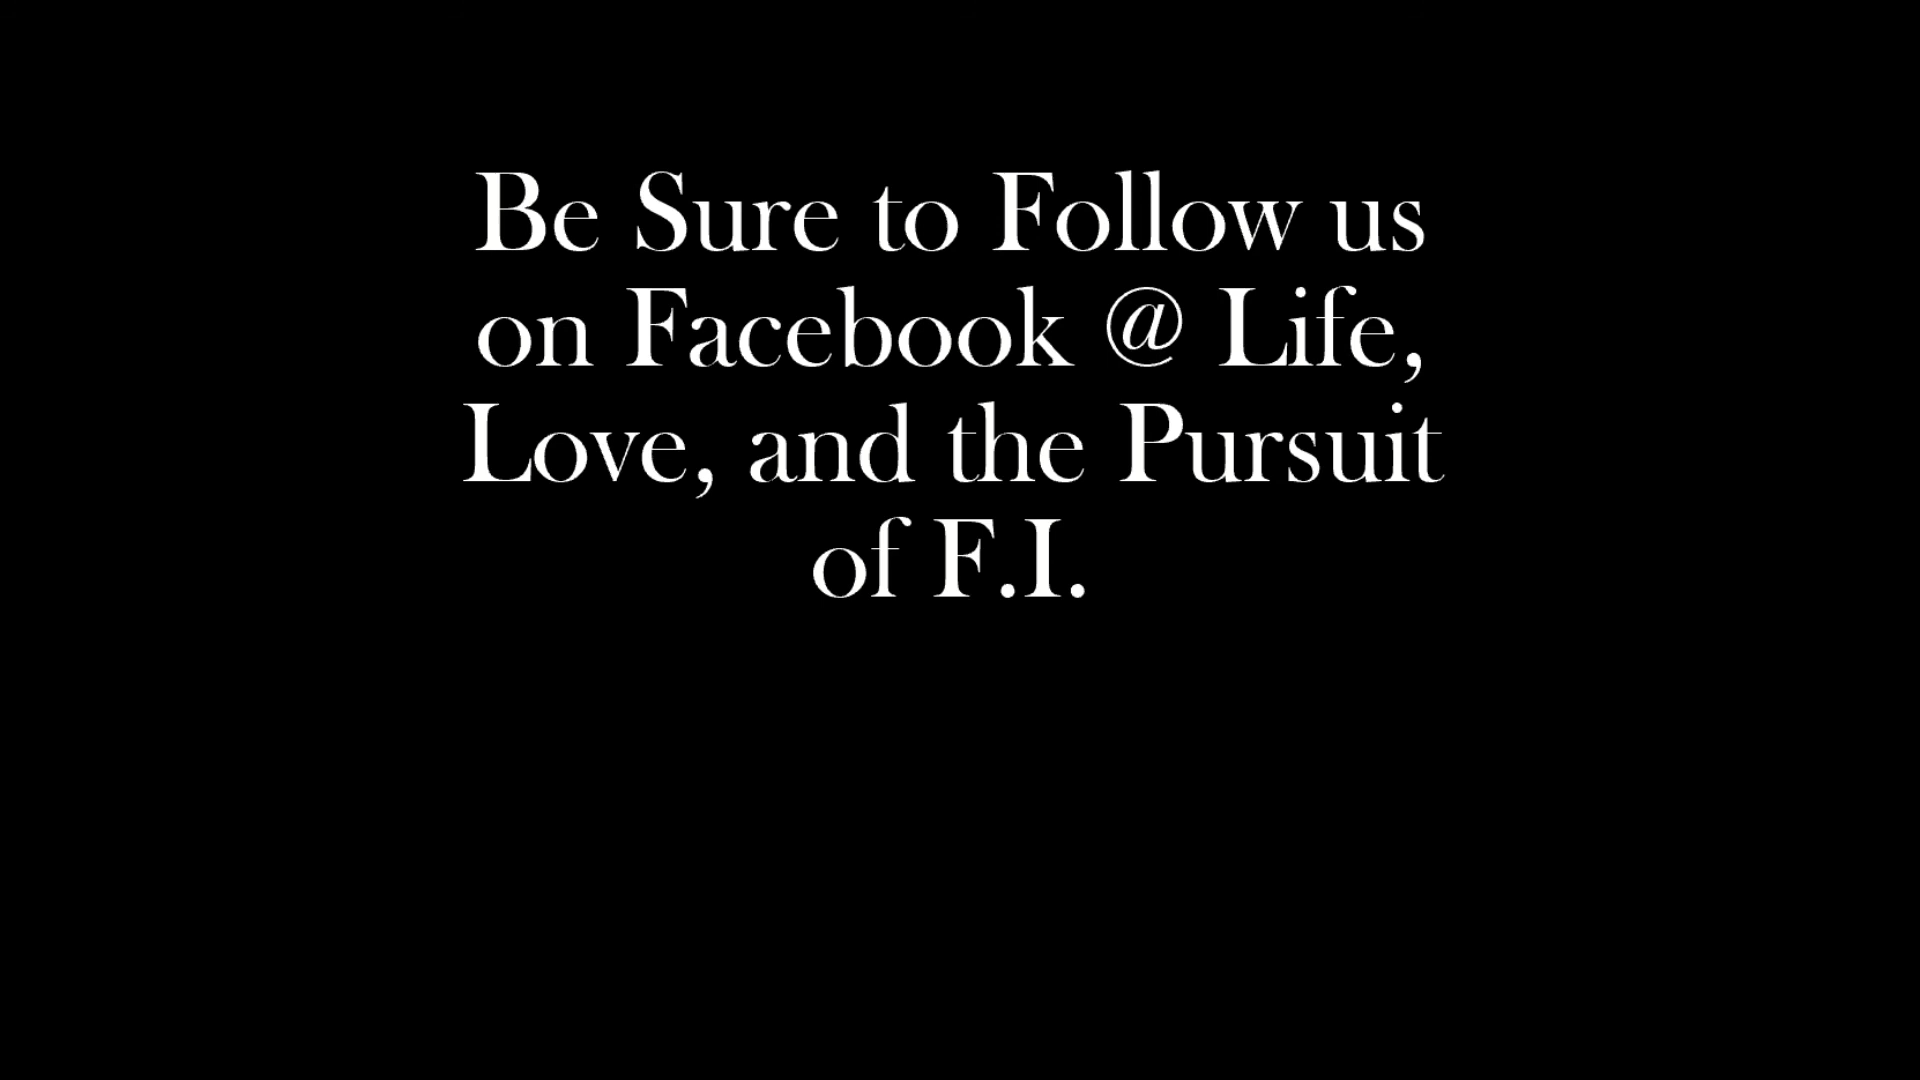 Be Sure to Follow us
on Facebook @ Life,
Love, and the Pursuit
of F.I.